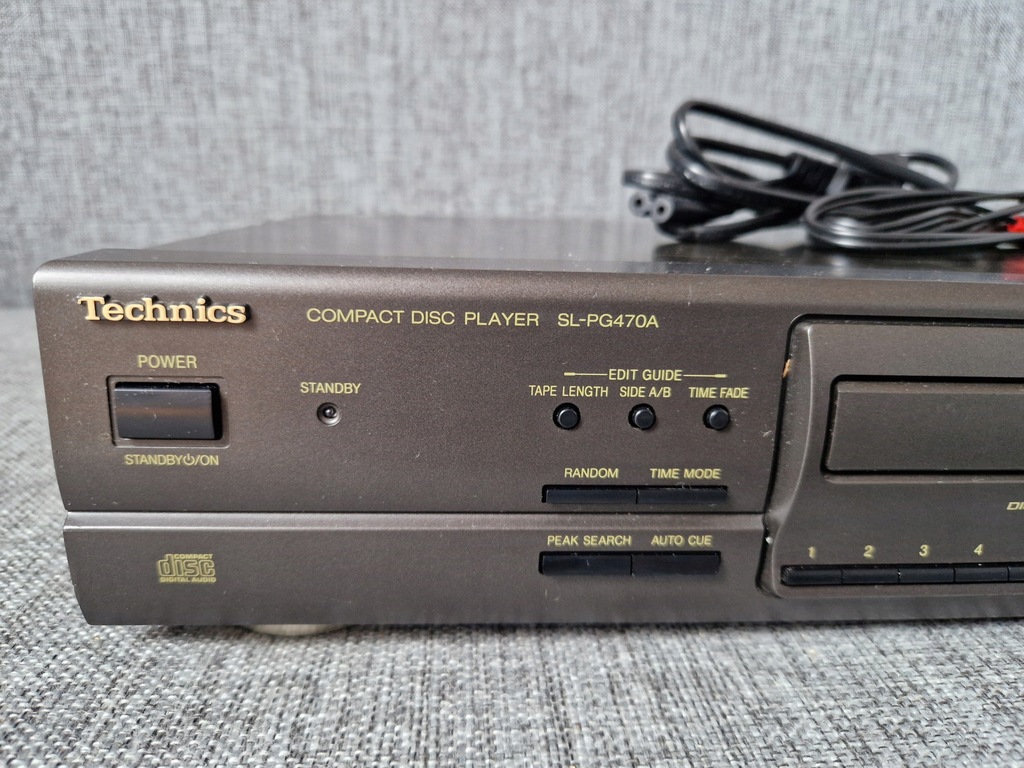 Technics
COMPACT DISC PLAYER SL-PG470A
POWER
STANDBY⏻/ON
STANDBY
EDIT GUIDE
TAPE LENGTH SIDE A/B TIME FADE
RANDOM TIME MODE
PEAK SEARCH AUTO CUE
COMPACT
disc
DIGITAL AUDIO
1 2 3 4